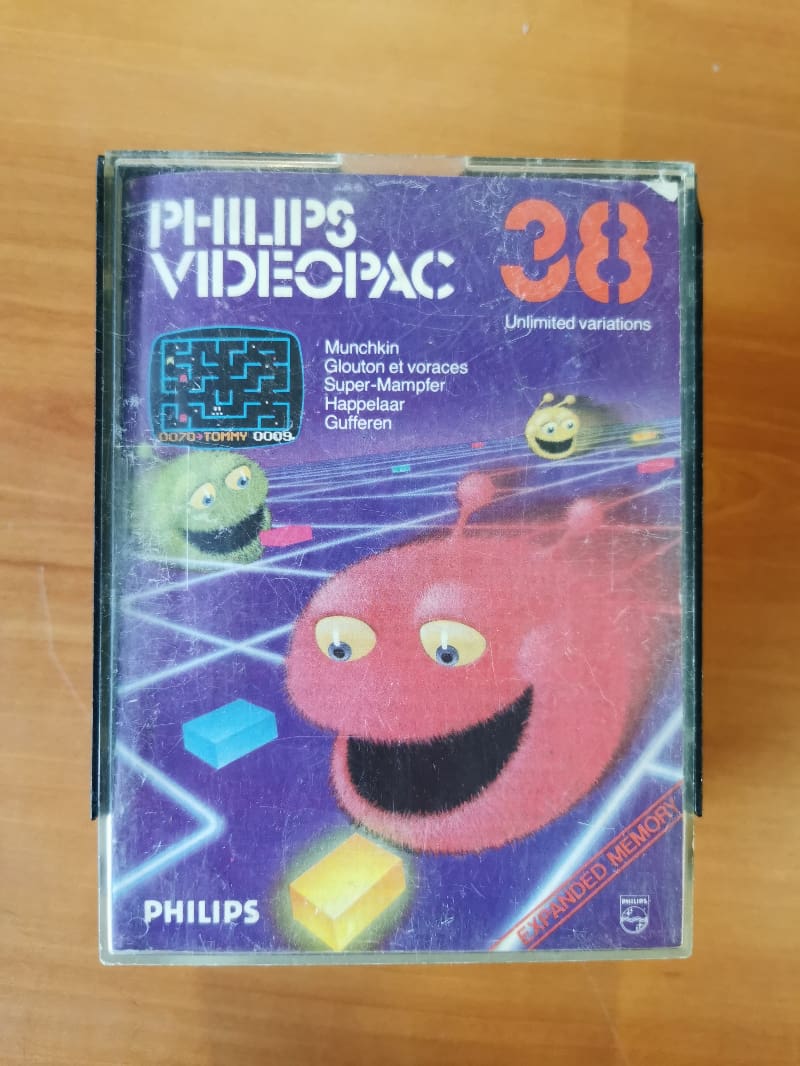 PHILIPS
VIDEOPAC
38
Unlimited variations
Munchkin
Glouton et voraces
Super-Mampfer
Happelaar
Gufferen
0070 TOMMY 0009
EXPANDED MEMORY
PHILIPS
PHILIPS